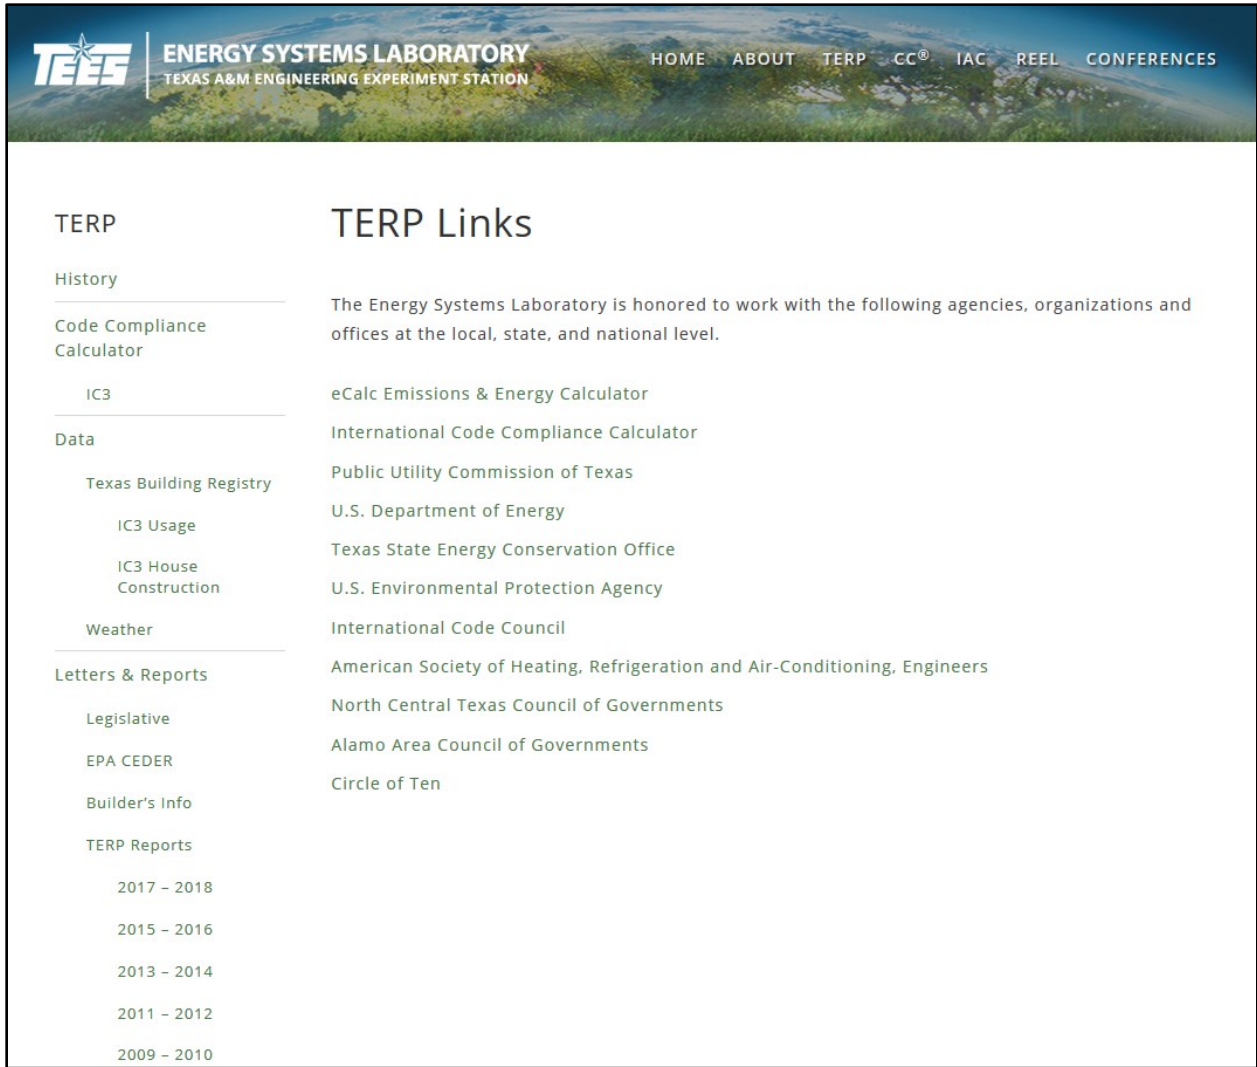 TEES
ENERGY SYSTEMS LABORATORY
TEXAS A&M ENGINEERING EXPERIMENT STATION
HOME ABOUT TERP CC® IAC REEL CONFERENCES
TERP
History
Code Compliance
Calculator
IC3
Data
Texas Building Registry
IC3 Usage
IC3 House
Construction
Weather
Letters & Reports
Legislative
EPA CEDER
Builder's Info
TERP Reports
2017 – 2018
2015 – 2016
2013 – 2014
2011 – 2012
2009 – 2010
TERP Links
The Energy Systems Laboratory is honored to work with the following agencies, organizations and
offices at the local, state, and national level.
eCalc Emissions & Energy Calculator
International Code Compliance Calculator
Public Utility Commission of Texas
U.S. Department of Energy
Texas State Energy Conservation Office
U.S. Environmental Protection Agency
International Code Council
American Society of Heating, Refrigeration and Air-Conditioning, Engineers
North Central Texas Council of Governments
Alamo Area Council of Governments
Circle of Ten